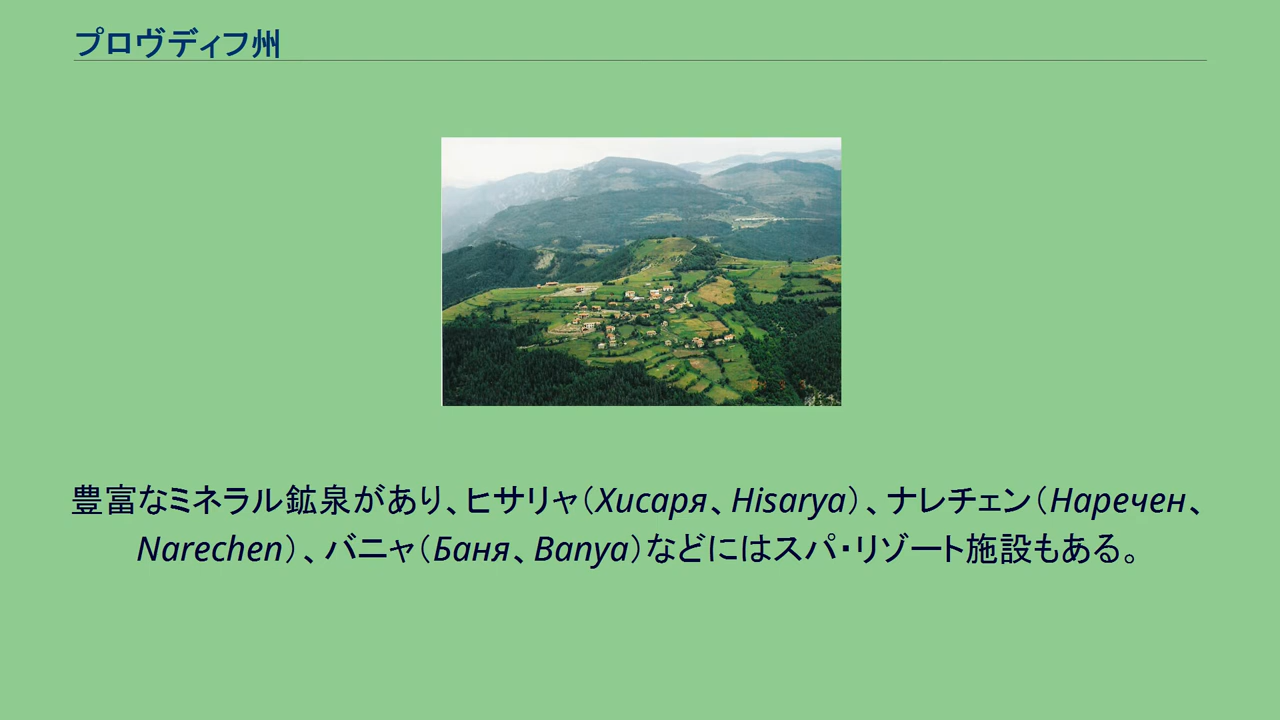 プロヴディフ州
豊富なミネラル鉱泉があり、ヒサリャ（Хисаря、Hisarya）、ナレチェン（Наречен、
Narechen）、バニャ（Баня、Banya）などにはスパ・リゾート施設もある。